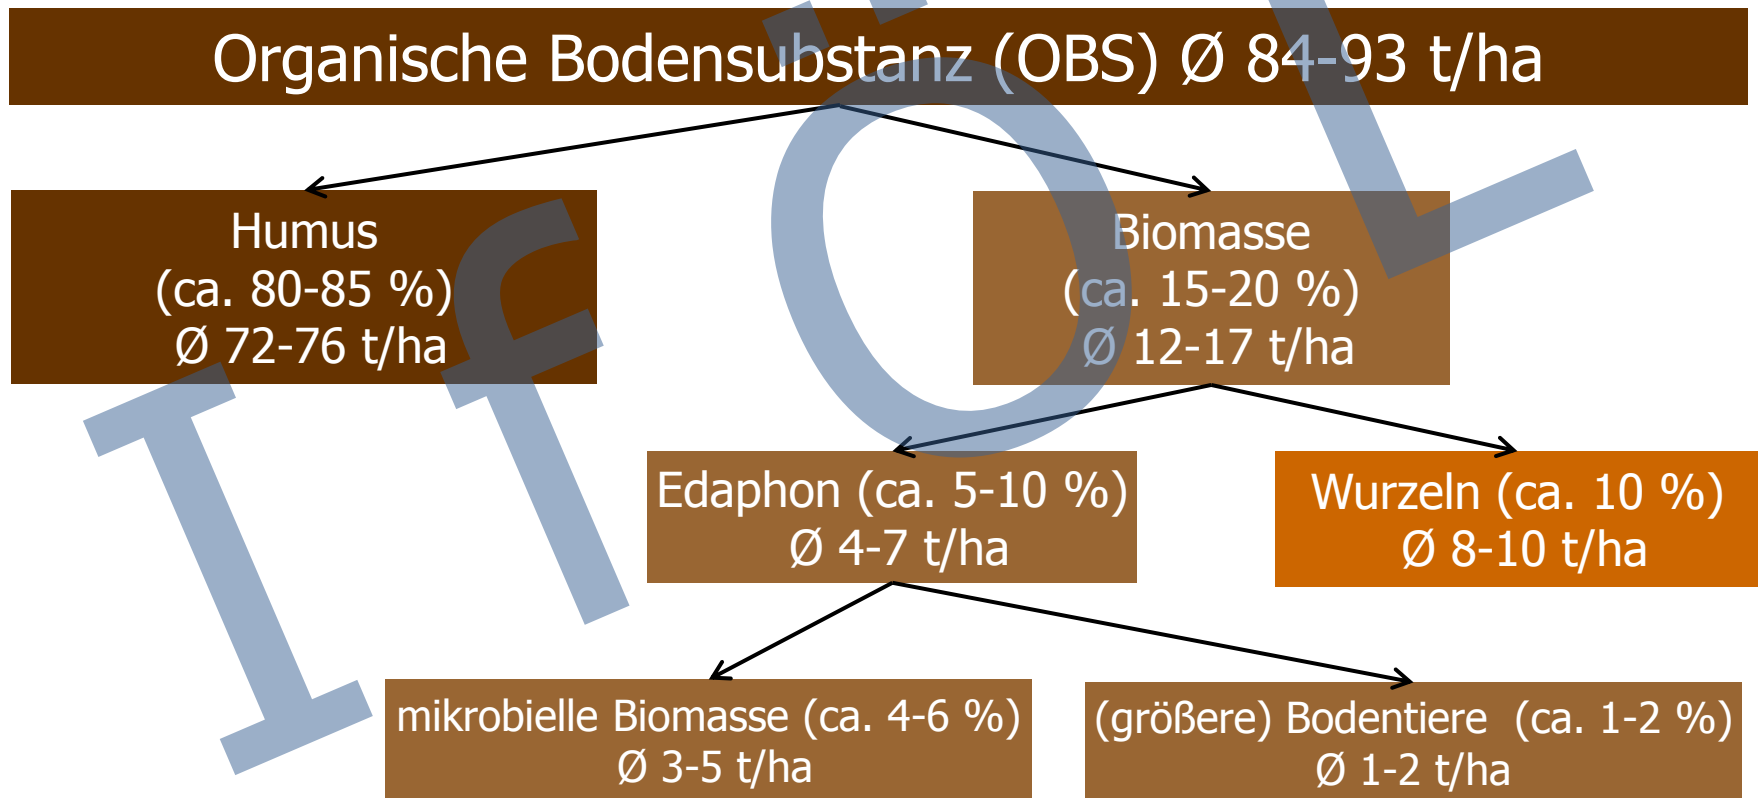 Organische Bodensubstanz (OBS) Ø 84-93 t/ha
Humus
(ca. 80-85 %)
Ø 72-76 t/ha
Biomasse
(ca. 15-20 %)
Ø 12-17 t/ha
Edaphon (ca. 5-10 %)
Ø 4-7 t/ha
Wurzeln (ca. 10 %)
Ø 8-10 t/ha
mikrobielle Biomasse (ca. 4-6 %)
Ø 3-5 t/ha
(größere) Bodentiere (ca. 1-2 %)
Ø 1-2 t/ha
IfÖL